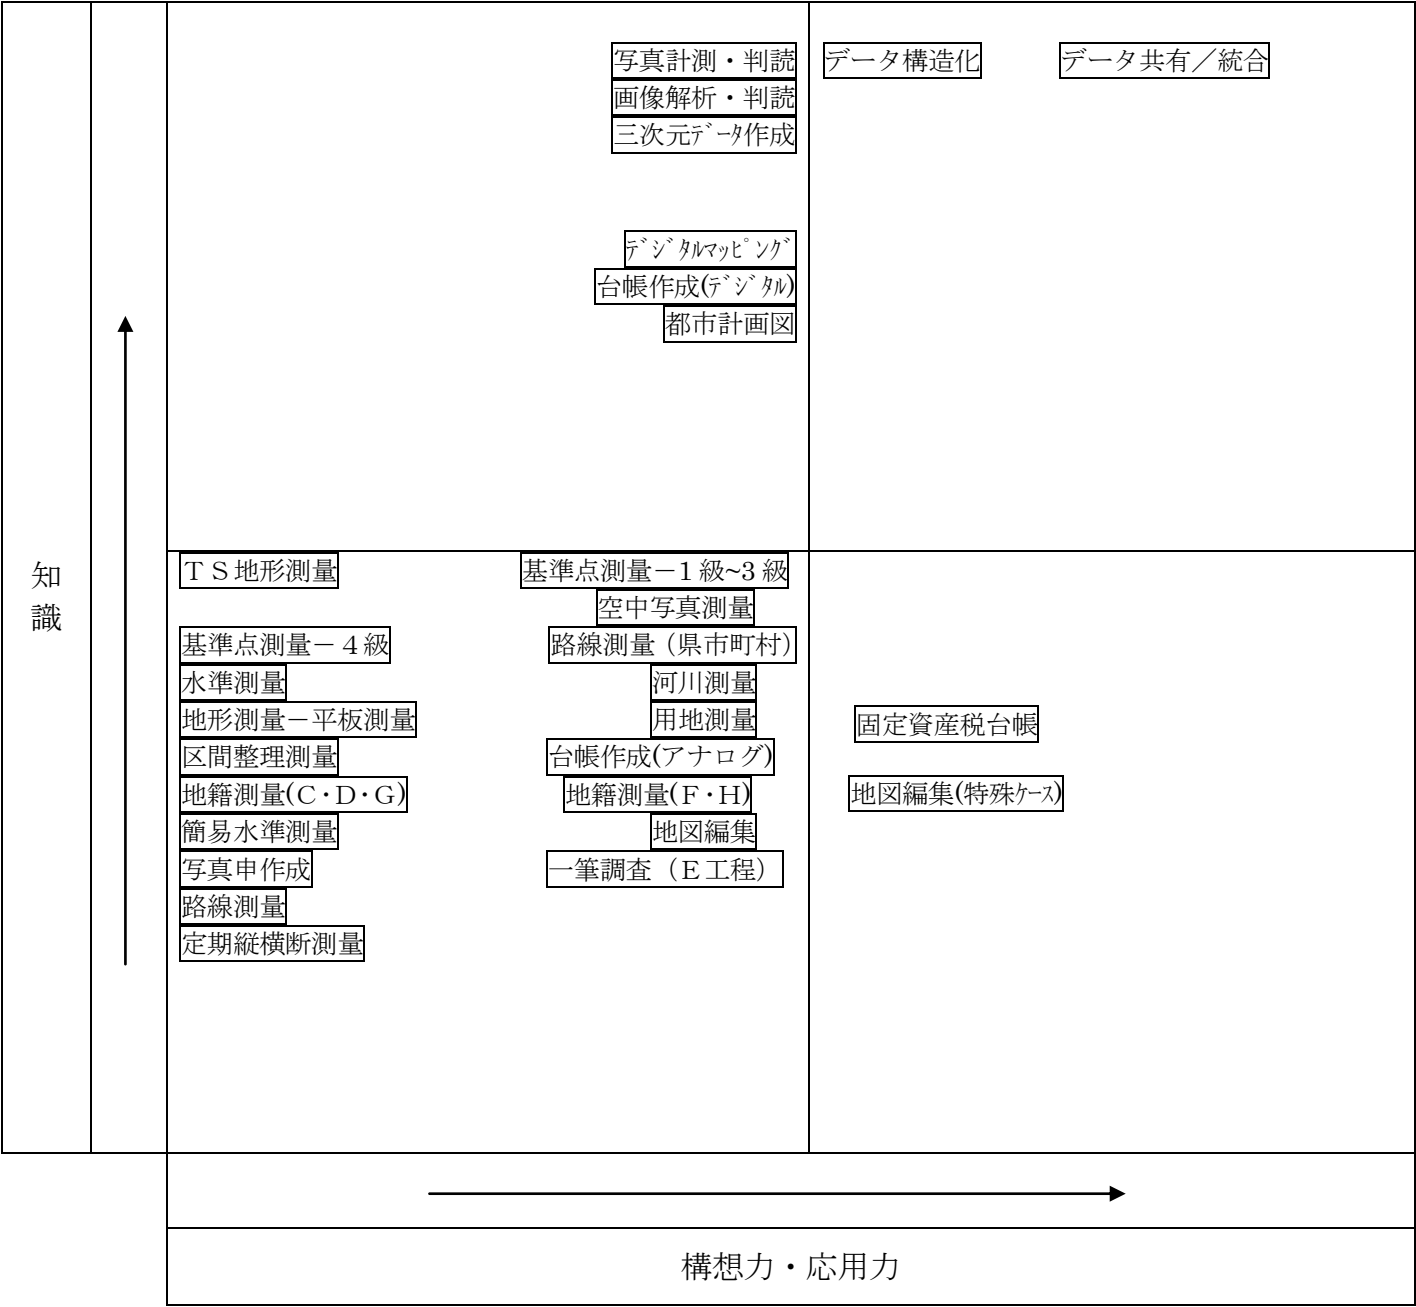 写真計測・判読
画像解析・判読
三次元ﾃﾞｰﾀ作成
ﾃﾞｼﾞﾀﾙﾏｯﾋﾟﾝｸﾞ
台帳作成(ﾃﾞｼﾞﾀﾙ)
都市計画図
データ構造化
データ共有／統合
知
識
ＴＳ地形測量
基準点測量－４級
水準測量
地形測量－平板測量
区間整理測量
地籍測量(Ｃ・Ｄ・Ｇ)
簡易水準測量
写真申作成
路線測量
定期縦横断測量
基準点測量－1 級~3 級
空中写真測量
路線測量（県市町村）
河川測量
用地測量
台帳作成(アナログ)
地籍測量(Ｆ・Ｈ)
地図編集
一筆調査（Ｅ工程）
固定資産税台帳
地図編集(特殊ｹｰｽ)
構想力・応用力